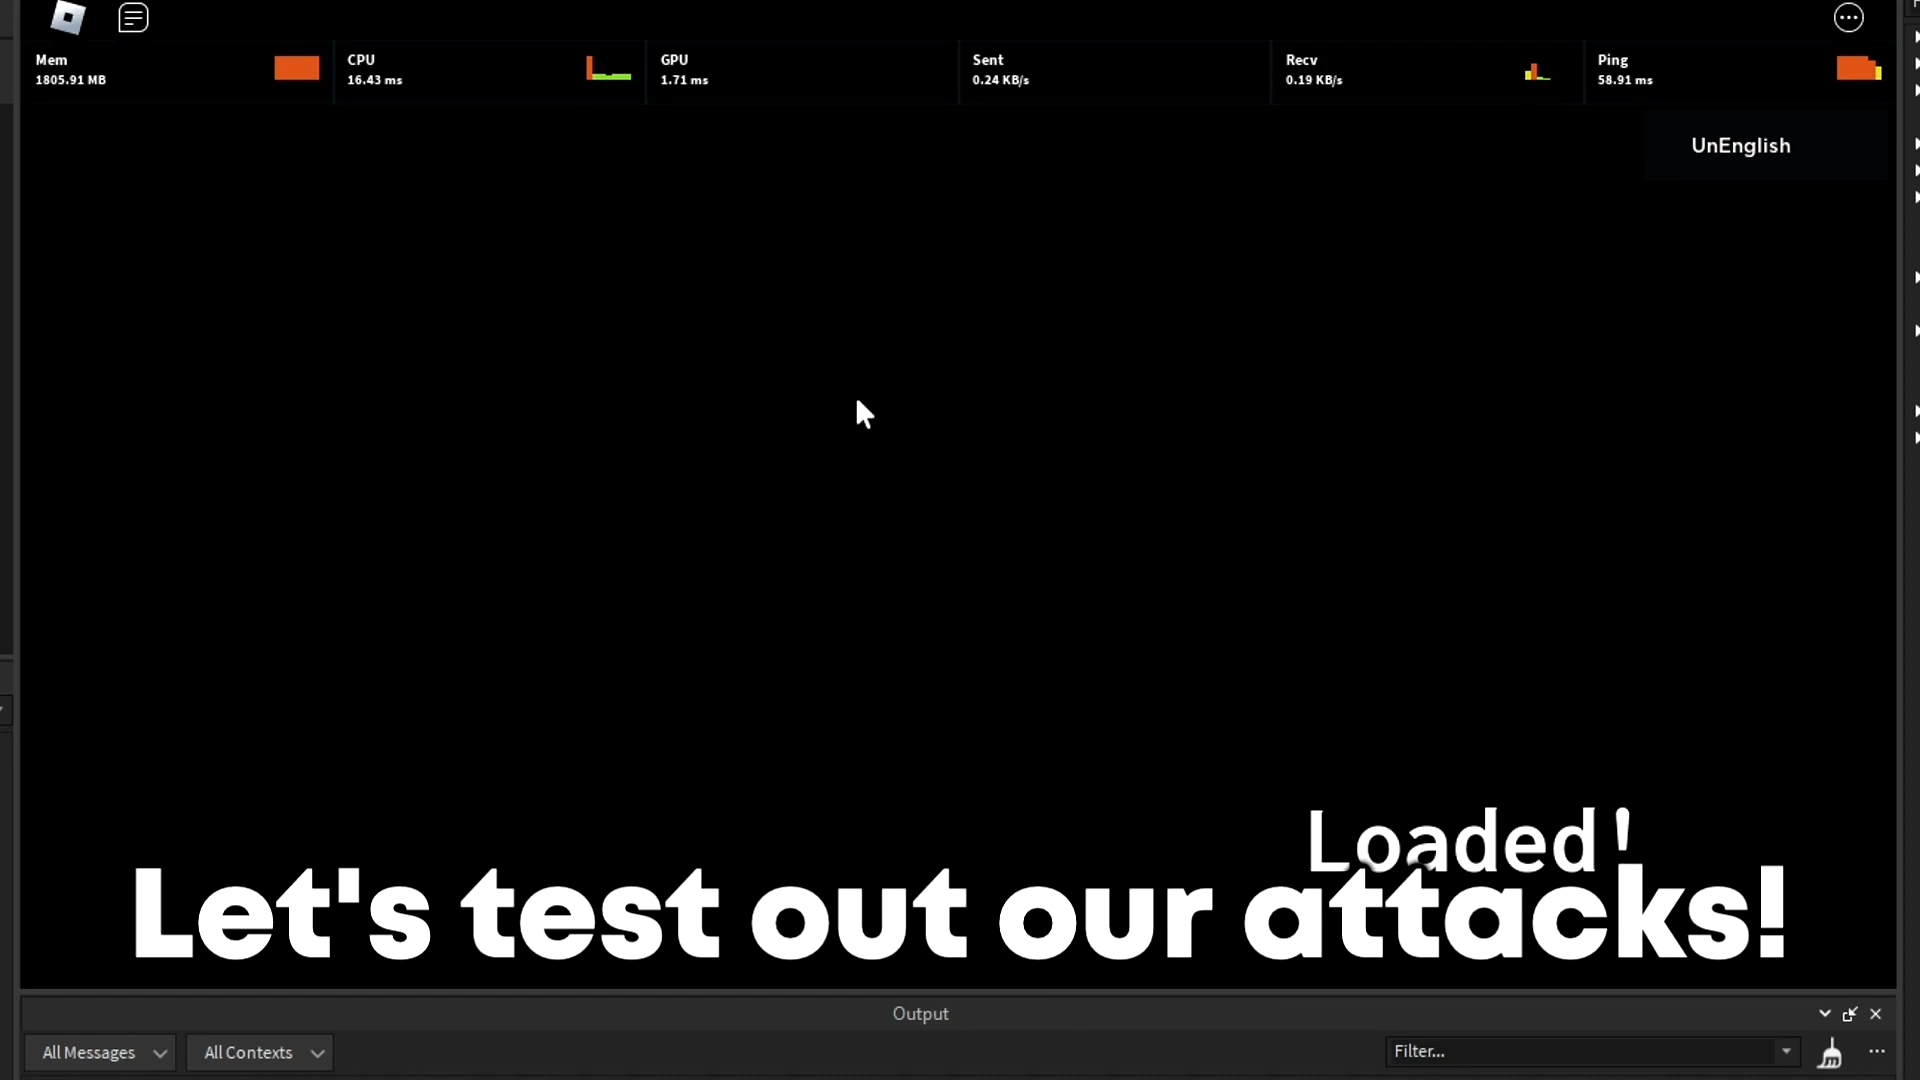 Mem
1805.91 MB
CPU
16.43 ms
GPU
1.71 ms
Sent
0.24 KB/s
Recv
0.19 KB/s
Ping
58.91 ms
UnEnglish
Loaded!
Let's test out our attacks!
Output
All Messages
All Contexts
Filter...